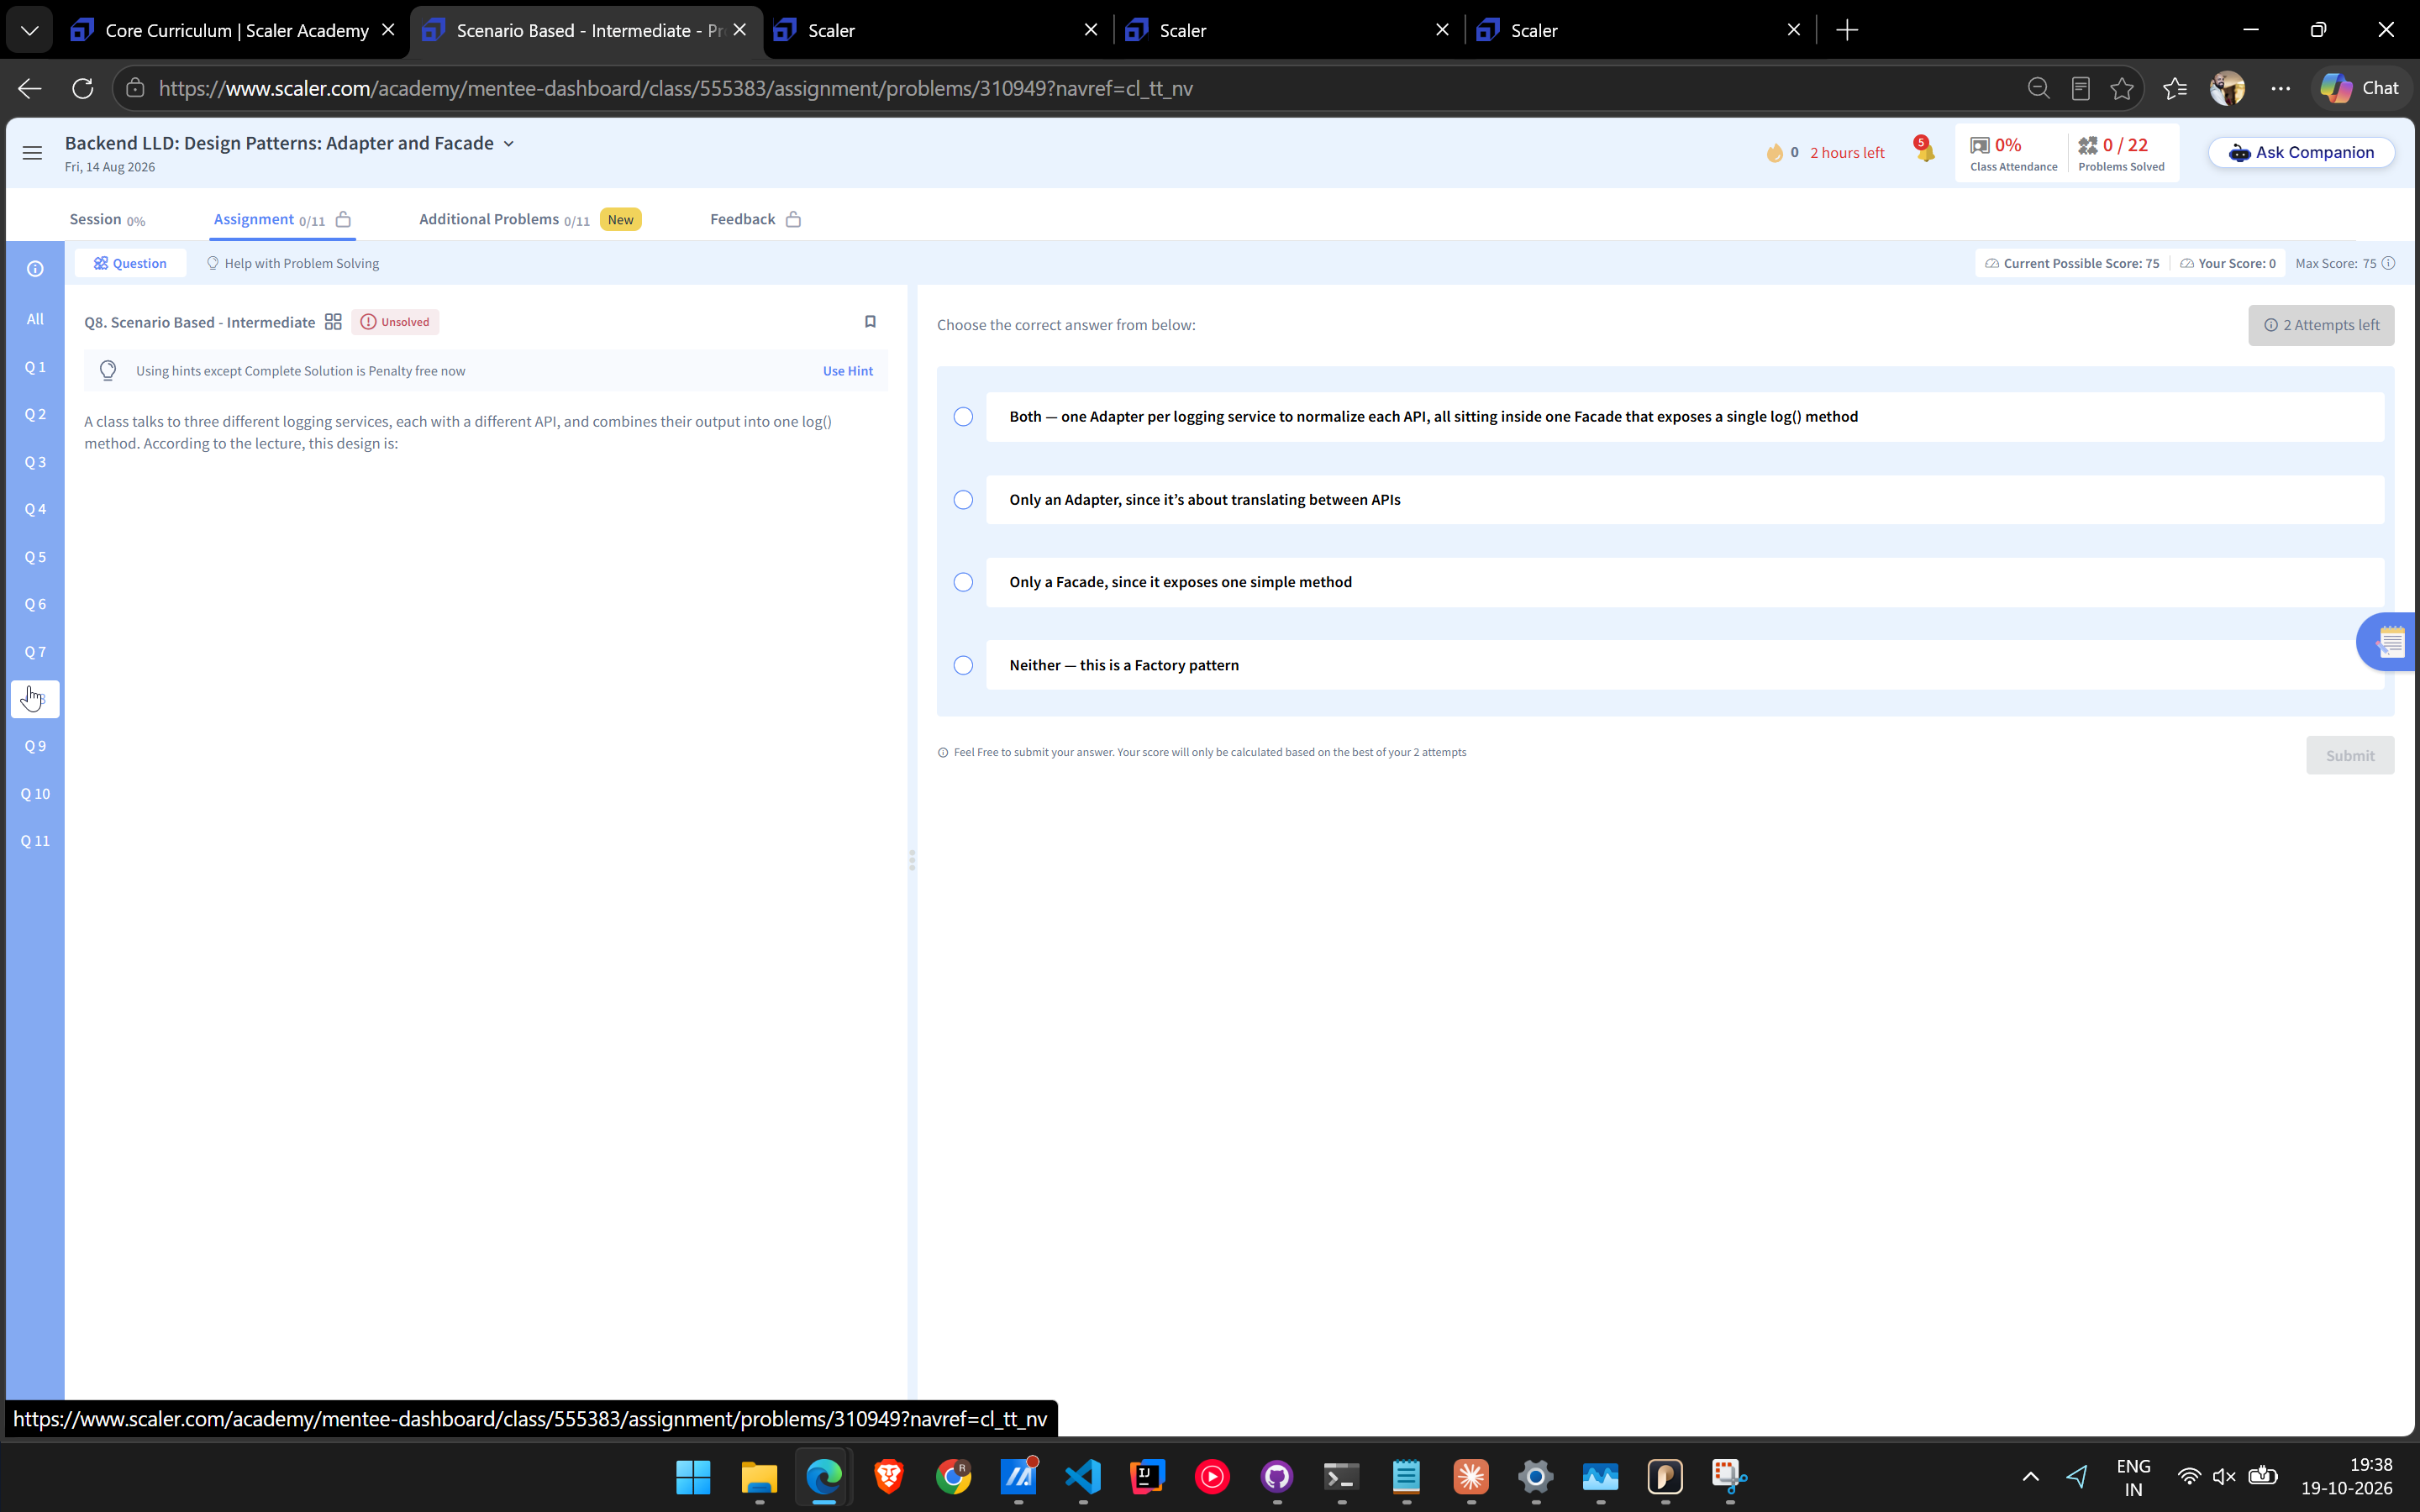 Core Curriculum | Scaler Academy
Scenario Based - Intermediate - Pr
Scaler
Scaler
Scaler
https://www.scaler.com/academy/mentee-dashboard/class/555383/assignment/problems/310949?navref=cl_tt_nv
Chat
Backend LLD: Design Patterns: Adapter and Facade
Fri, 14 Aug 2026
0 2 hours left
5
0%
Class Attendance
0 / 22
Problems Solved
Ask Companion
Session 0%
Assignment 0/11
Additional Problems 0/11 New
Feedback
Question
Help with Problem Solving
Current Possible Score: 75
Your Score: 0
Max Score: 75
All
Q 1
Q 2
Q 3
Q 4
Q 5
Q 6
Q 7
Q 9
Q 10
Q 11
Q8. Scenario Based - Intermediate
Unsolved
Using hints except Complete Solution is Penalty free now
Use Hint
A class talks to three different logging services, each with a different API, and combines their output into one log()
method. According to the lecture, this design is:
Choose the correct answer from below:
2 Attempts left
Both — one Adapter per logging service to normalize each API, all sitting inside one Facade that exposes a single log() method
Only an Adapter, since it’s about translating between APIs
Only a Facade, since it exposes one simple method
Neither — this is a Factory pattern
Feel Free to submit your answer. Your score will only be calculated based on the best of your 2 attempts
Submit
https://www.scaler.com/academy/mentee-dashboard/class/555383/assignment/problems/310949?navref=cl_tt_nv
R
IJ
ENG
IN
19:38
19-10-2026